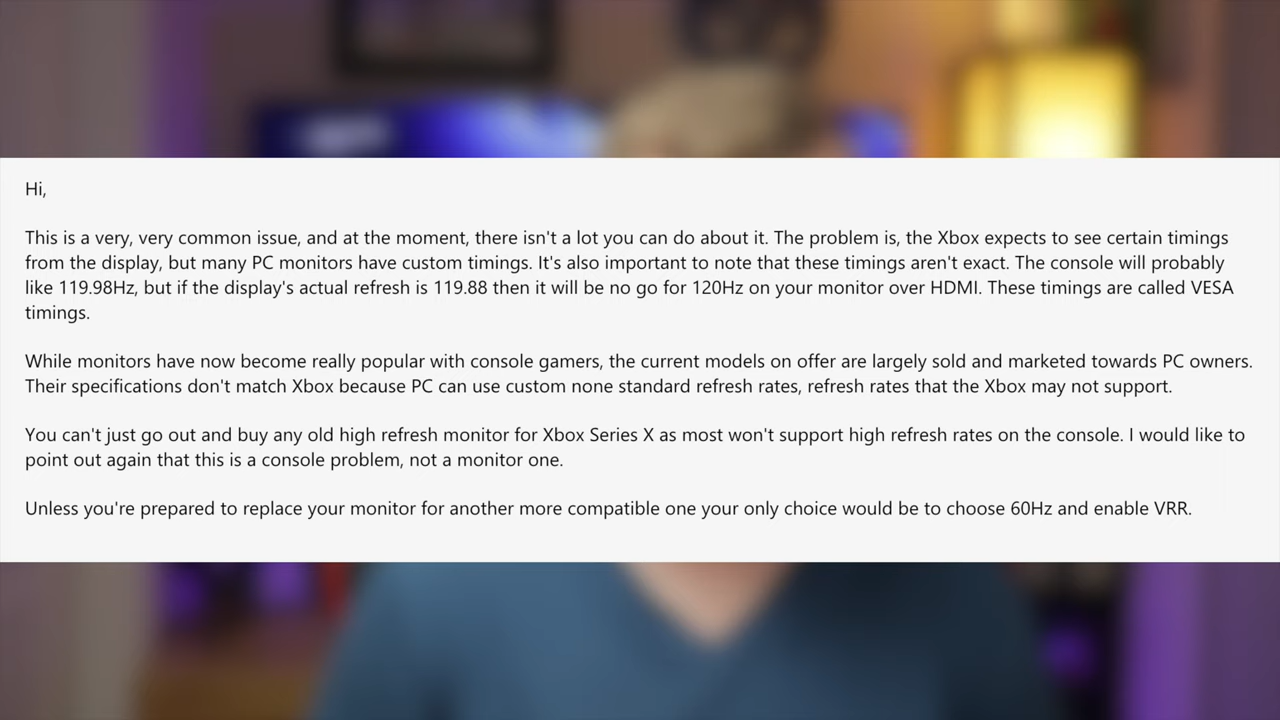 Hi,
This is a very, very common issue, and at the moment, there isn't a lot you can do about it. The problem is, the Xbox expects to see certain timings
from the display, but many PC monitors have custom timings. It's also important to note that these timings aren't exact. The console will probably
like 119.98Hz, but if the display's actual refresh is 119.88 then it will be no go for 120Hz on your monitor over HDMI. These timings are called VESA
timings.
While monitors have now become really popular with console gamers, the current models on offer are largely sold and marketed towards PC owners.
Their specifications don't match Xbox because PC can use custom none standard refresh rates, refresh rates that the Xbox may not support.
You can't just go out and buy any old high refresh monitor for Xbox Series X as most won't support high refresh rates on the console. I would like to
point out again that this is a console problem, not a monitor one.
Unless you're prepared to replace your monitor for another more compatible one your only choice would be to choose 60Hz and enable VRR.